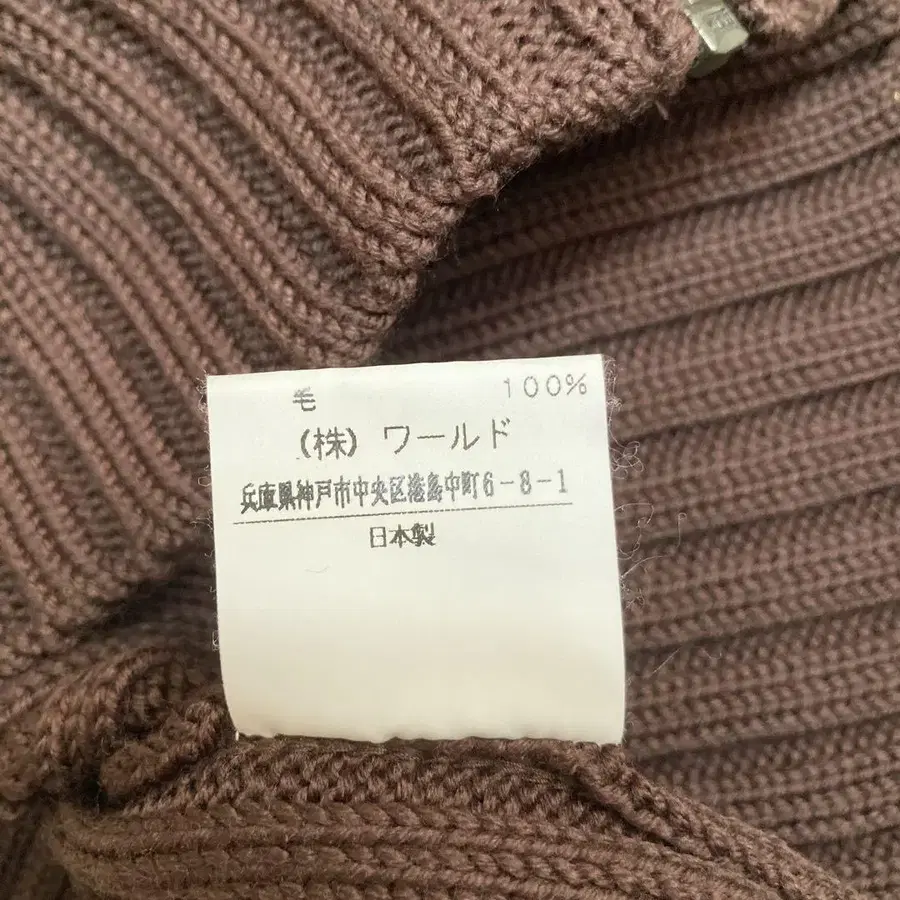 毛 100%
(株) ワールド
兵庫県神戸市中央区港島中町6-8-1
日本製